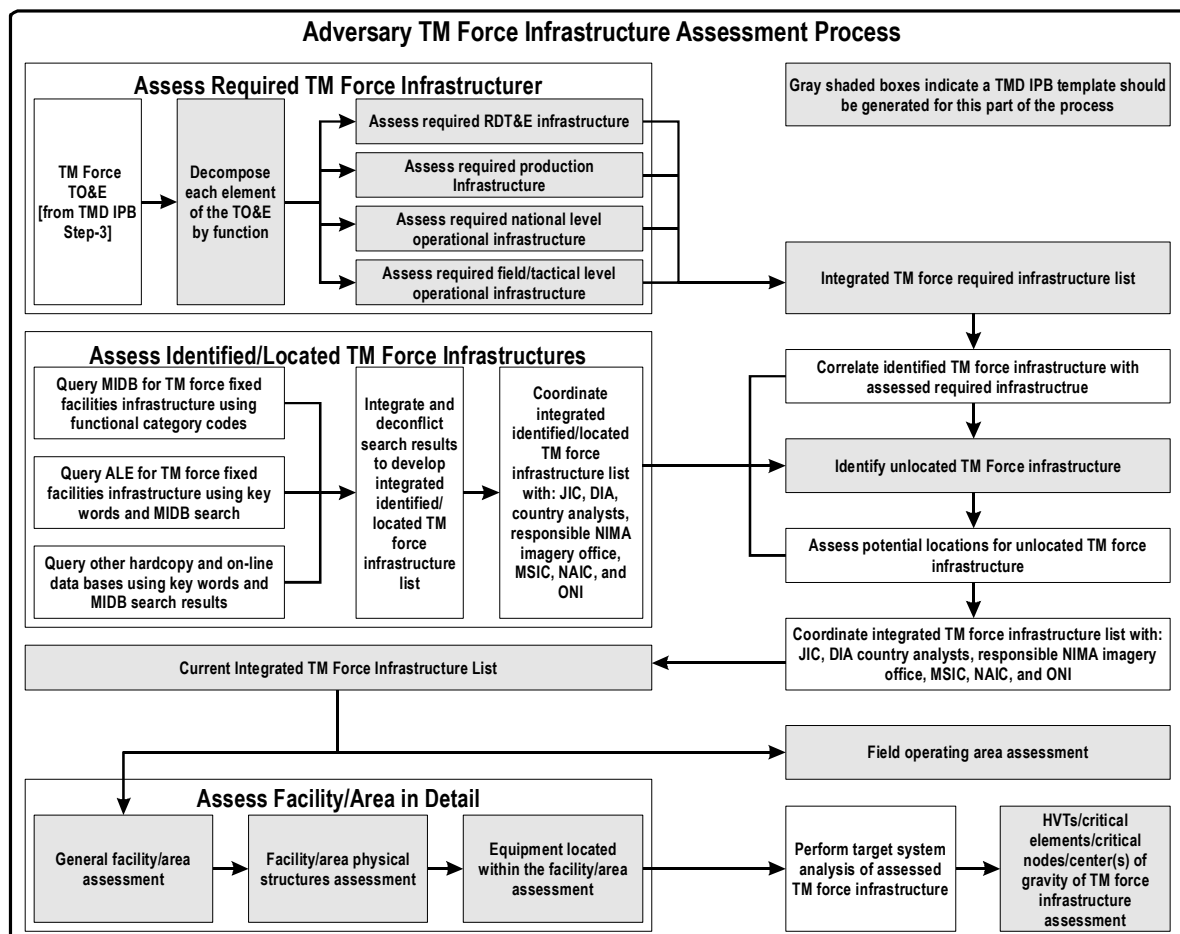 Adversary TM Force Infrastructure Assessment Process
Assess Required TM Force Infrastructurer
TM Force
TO&E
[from TMD IPB
Step-3]
Decompose
each element
of the TO&E
by function
Assess required RDT&E infrastructure
Assess required production
Infrastructure
Assess required national level
operational infrastructure
Assess required field/tactical level
operational infrastructure
Gray shaded boxes indicate a TMD IPB template should
be generated for this part of the process
Integrated TM force required infrastructure list
Assess Identified/Located TM Force Infrastructures
Query MIDB for TM force fixed
facilities infrastructure using
functional category codes
Query ALE for TM force fixed
facilities infrastructure using key
words and MIDB search
Query other hardcopy and on-line
data bases using key words and
MIDB search results
Integrate and
deconflict
search results
to develop
integrated
identified/
located TM
force
infrastructure
list
Coordinate
integrated
identified/located
TM force
infrastructure list
with: JIC, DIA,
country analysts,
responsible NIMA
imagery office,
MSIC, NAIC, and
ONI
Correlate identified TM force infrastructure with
assessed required infrastructrue
Identify unlocated TM Force infrastructure
Assess potential locations for unlocated TM force
infrastructure
Coordinate integrated TM force infrastructure list with:
JIC, DIA country analysts, responsible NIMA imagery
office, MSIC, NAIC, and ONI
Current Integrated TM Force Infrastructure List
Field operating area assessment
Assess Facility/Area in Detail
General facility/area
assessment
Facility/area physical
structures assessment
Equipment located
within the facility/area
assessment
Perform target system
analysis of assessed
TM force infrastructure
HVTs/critical
elements/critical
nodes/center(s) of
gravity of TM force
infrastructure
assessment